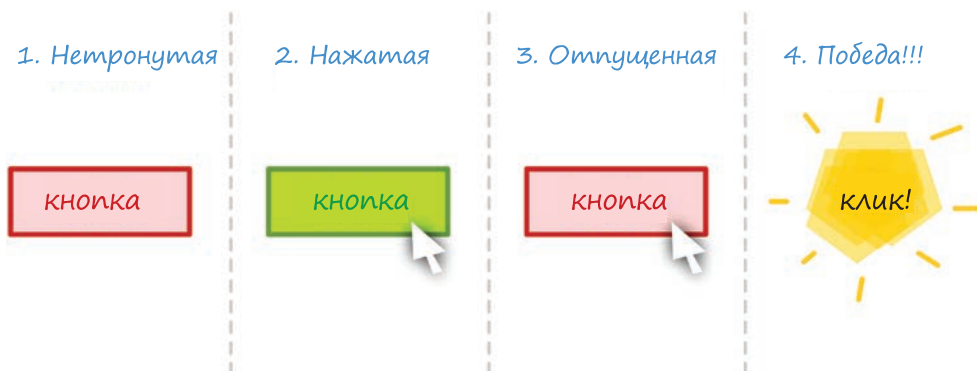 1. Нетронутая
2. Нажатая
3. Отпущенная
4. Победа!!!
кнопка
кнопка
кнопка
клик!